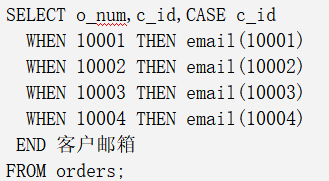 SELECT o_num,c_id,CASE c_id
WHEN 10001 THEN email(10001)
WHEN 10002 THEN email(10002)
WHEN 10003 THEN email(10003)
WHEN 10004 THEN email(10004)
END 客户邮箱
FROM orders;